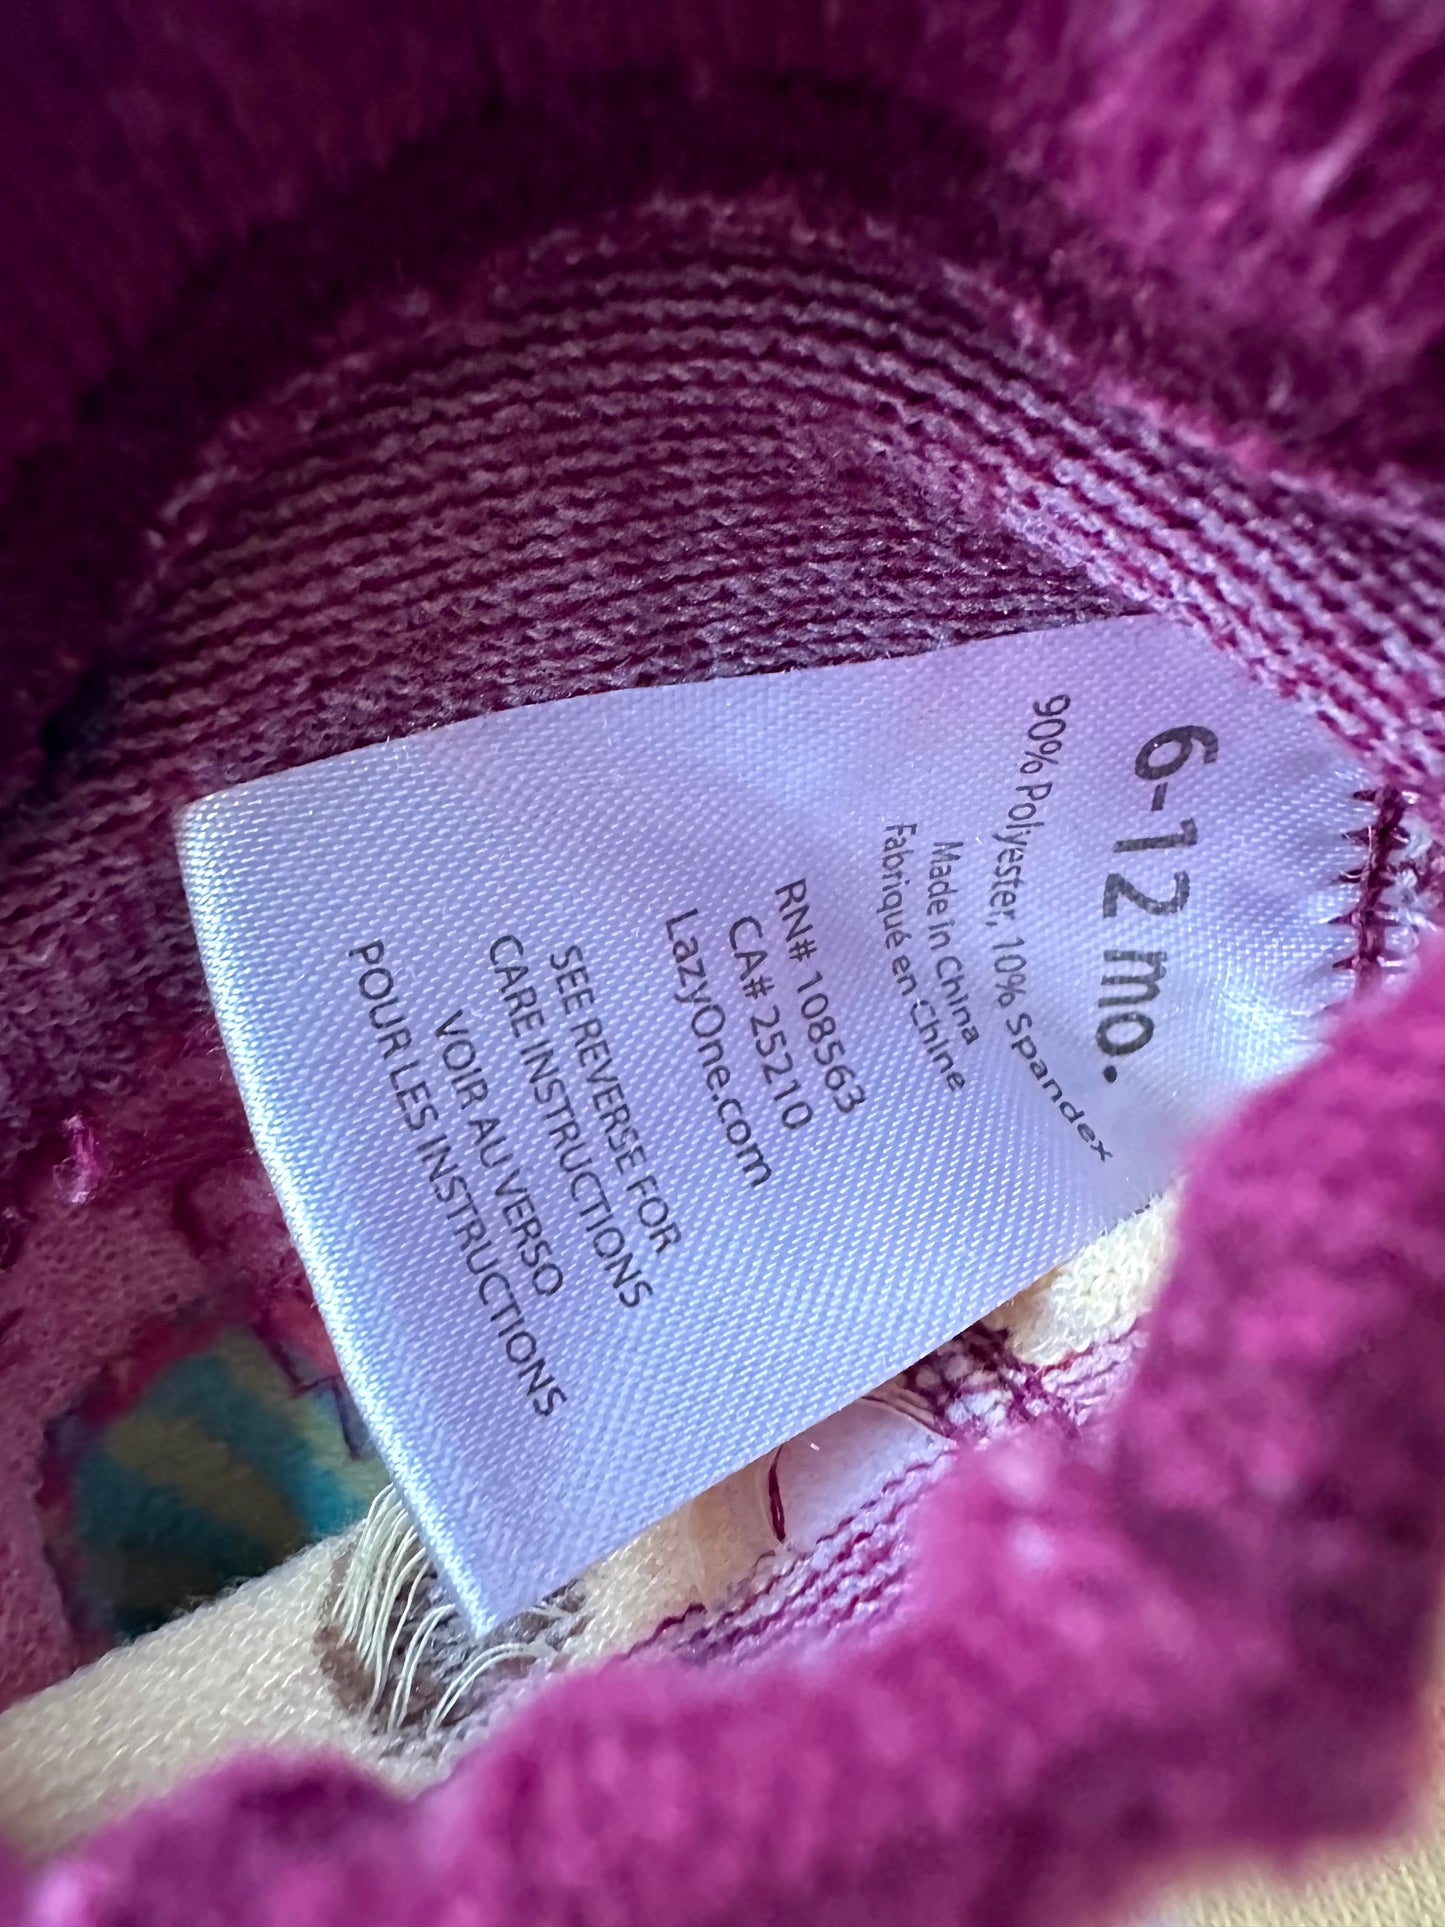 6-12 mo.
90% Polyester, 10% Spandex
Made in China
Fabriqué en Chine
RN# 108563
CA# 25210
LazyOne.com
SEE REVERSE FOR
CARE INSTRUCTIONS
VOIR AU VERSO
POUR LES INSTRUCTIONS